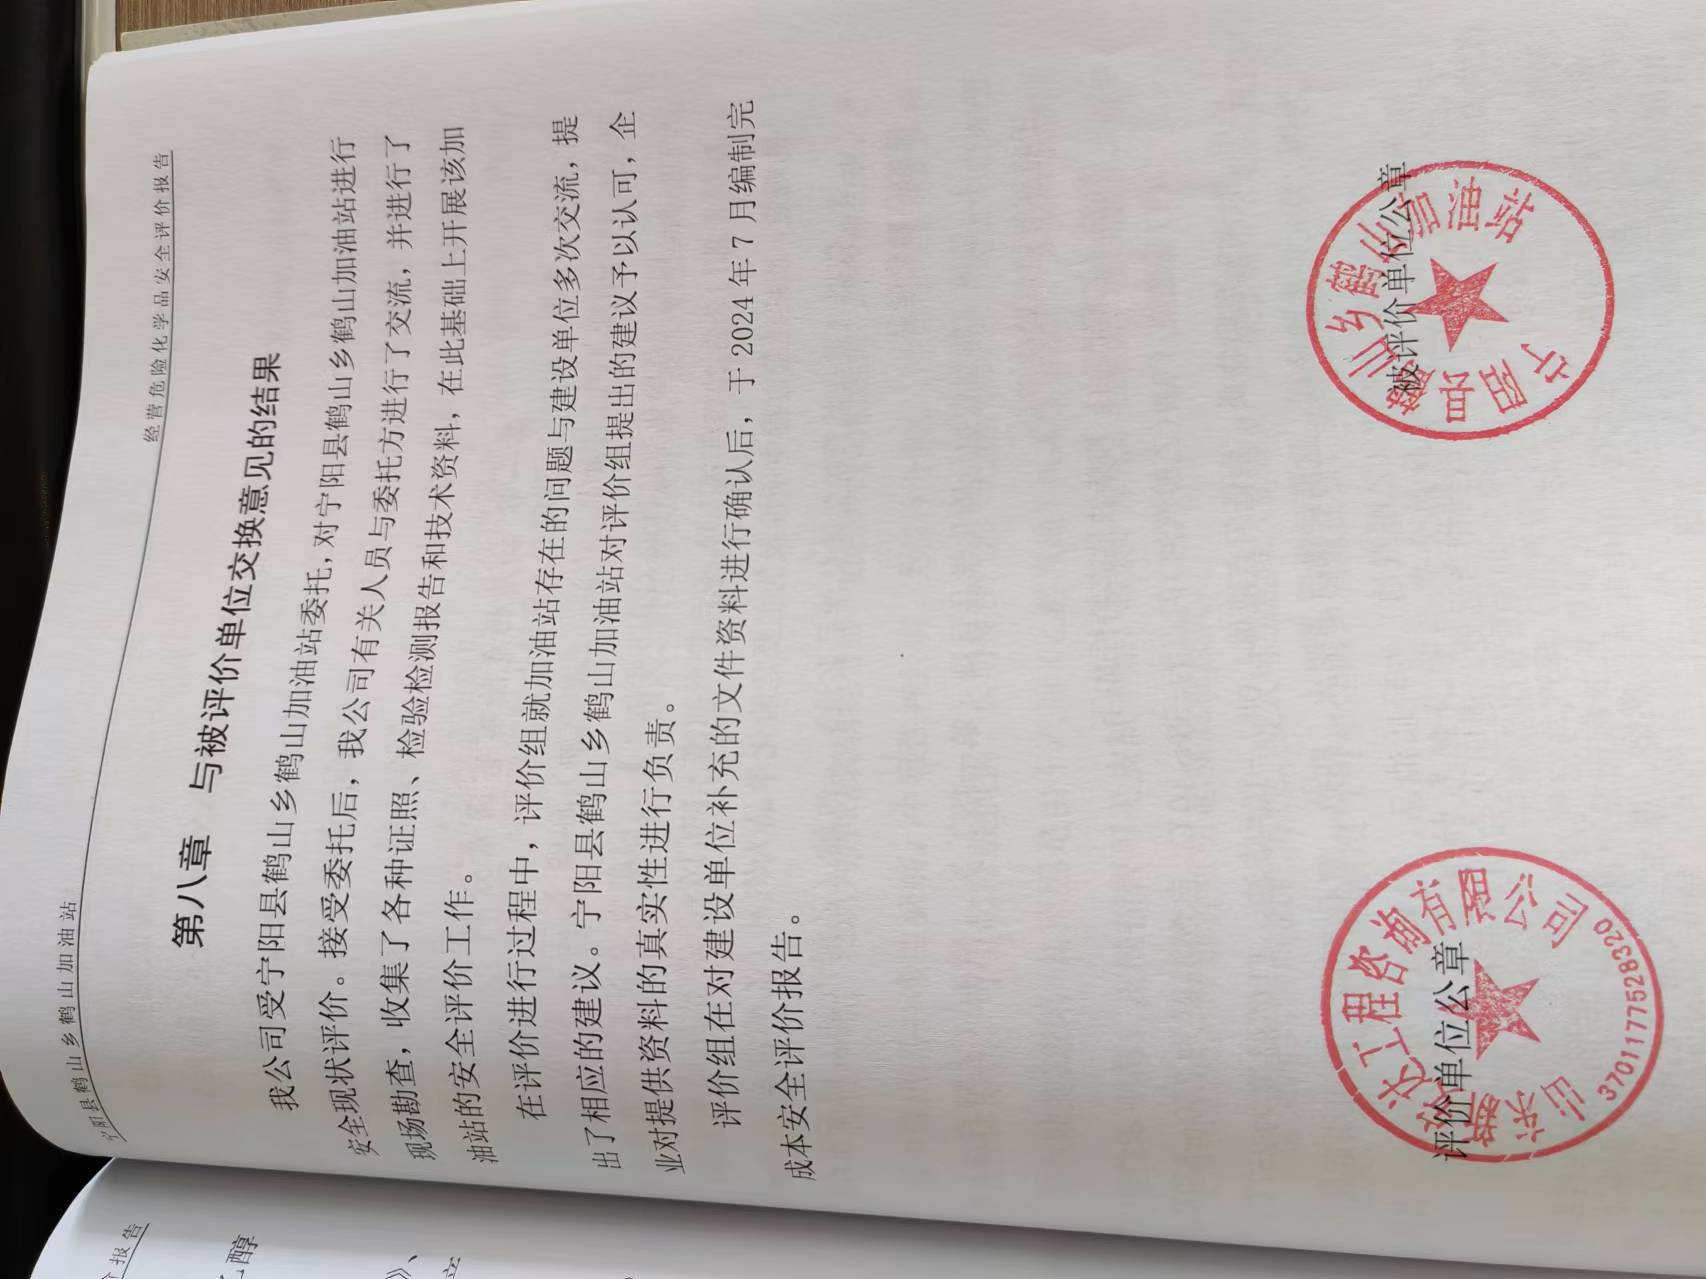 宁阳县鹤山乡鹤山加油站
经营危险化学品安全评价报告
第八章 与被评价单位交换意见的结果
我公司受宁阳县鹤山乡鹤山加油站委托，对宁阳县鹤山乡鹤山加油站进行
安全现状评价。接受委托后，我公司有关人员与委托方进行了交流，并进行了
现场勘查，收集了各种证照、检验检测报告和技术资料，在此基础上开展该加
油站的安全评价工作。
在评价进行过程中，评价组就加油站存在的问题与建设单位多次交流，提
出了相应的建议。宁阳县鹤山乡鹤山加油站对评价组提出的建议予以认可，企
业对提供资料的真实性进行负责。
评价组在对建设单位补充的文件资料进行确认后，于 2024 年 7 月编制完
成本安全评价报告。
评价单位公章
被评价单位公章
工程咨询有限公司
3701177528320
宁阳县鹤山乡鹤山加油站
报告
醇